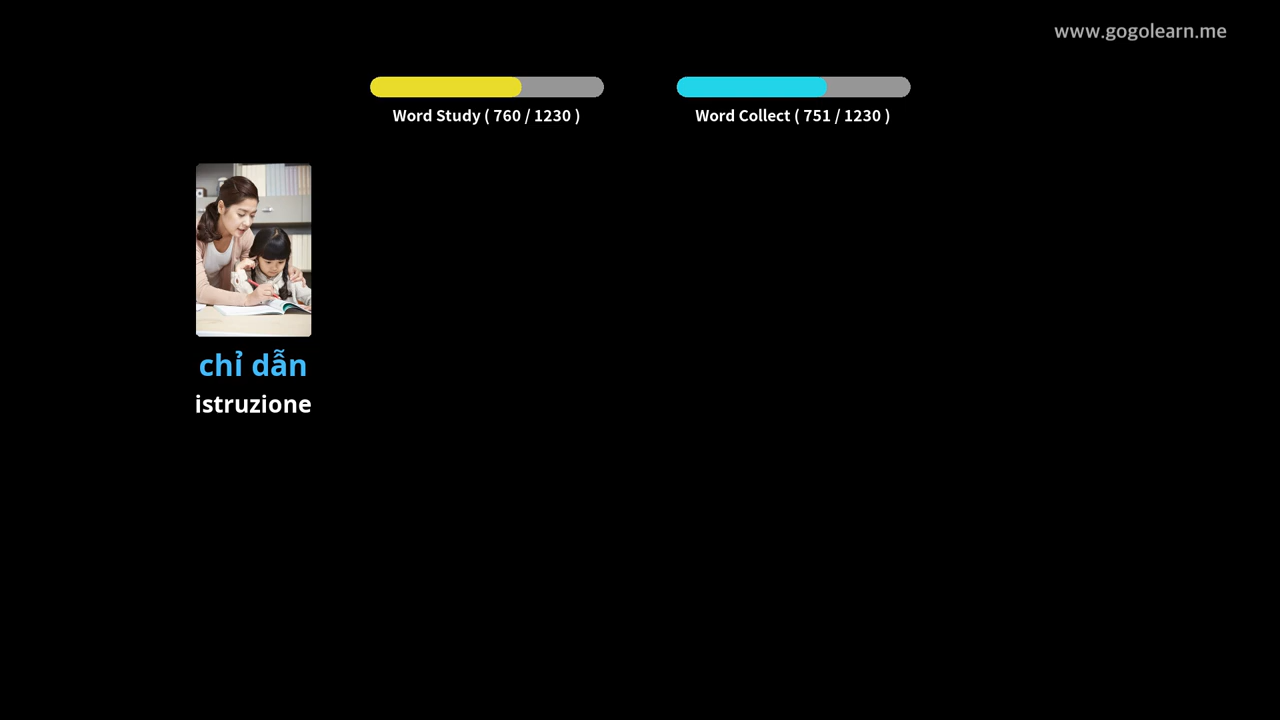 www.gogolearn.me
Word Study ( 760 / 1230 )
Word Collect ( 751 / 1230 )
chỉ dẫn
istruzione